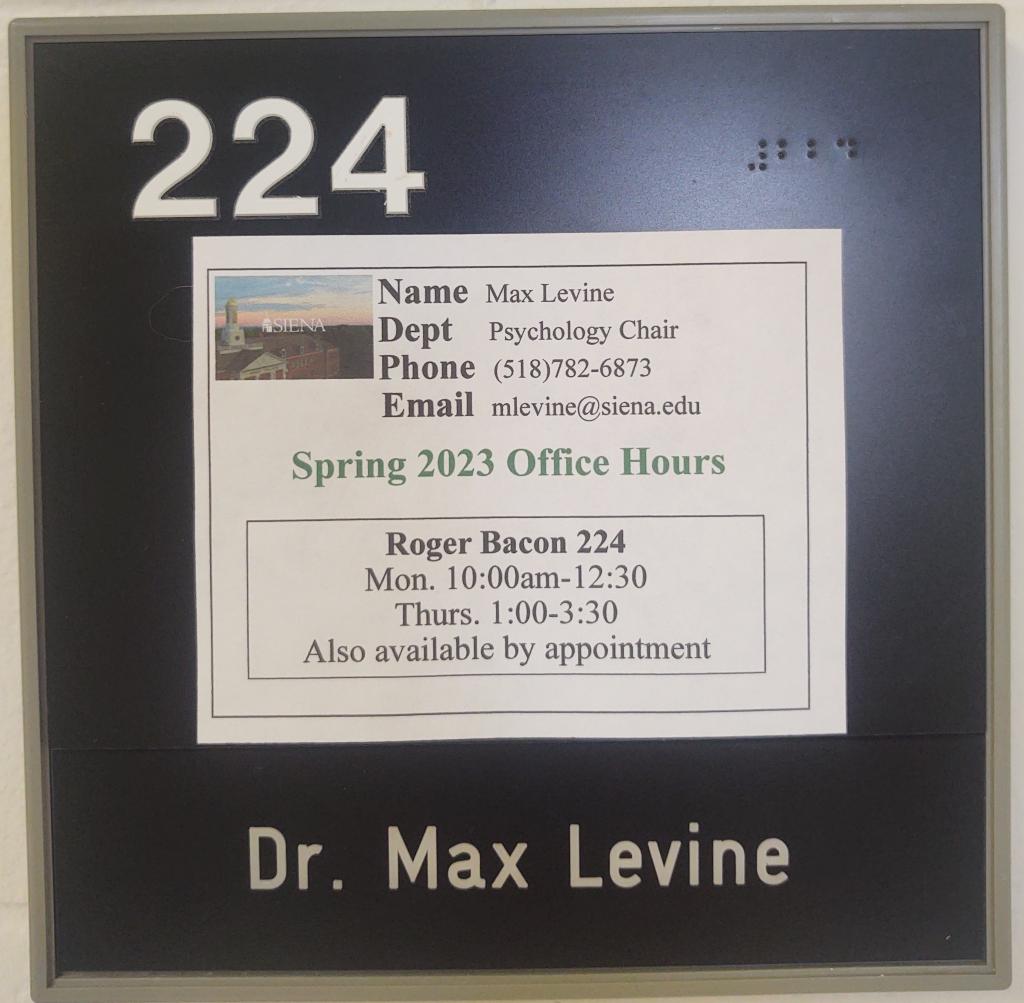 224
⠼⠃⠃⠙
SIENA
Name Max Levine
Dept Psychology Chair
Phone (518)782-6873
Email mlevine@siena.edu
Spring 2023 Office Hours
Roger Bacon 224
Mon. 10:00am-12:30
Thurs. 1:00-3:30
Also available by appointment
Dr. Max Levine